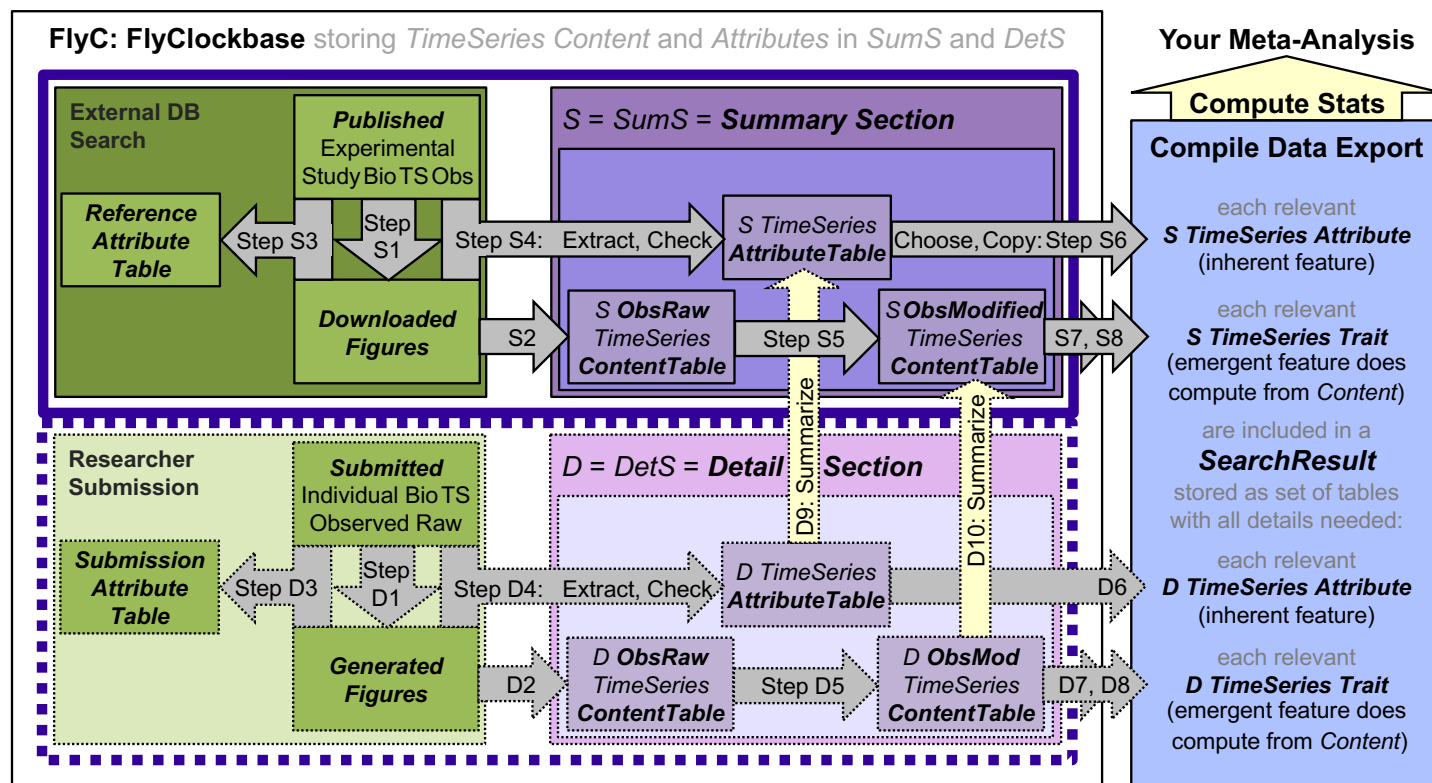 FlyC: FlyClockbase storing TimeSeries Content and Attributes in SumS and DetS
External DB
Search
Published
Experimental
Study Bio TS Obs
Reference
Attribute
Table
Step S3
Step
S1
Step S4: Extract, Check
Downloaded
Figures
S2
S = SumS = Summary Section
S TimeSeries
AttributeTable
Choose, Copy: Step S6
S ObsRaw
TimeSeries
ContentTable
Step S5
S ObsModified
TimeSeries
ContentTable
S7, S8
D9: Summarize
D10: Summarize
Researcher
Submission
Submitted
Individual Bio TS
Observed Raw
Submission
Attribute
Table
Step D3
Step
D1
Step D4: Extract, Check
Generated
Figures
D2
D = DetS = Detail Section
D TimeSeries
AttributeTable
D6
D ObsRaw
TimeSeries
ContentTable
Step D5
D ObsMod
TimeSeries
ContentTable
D7, D8
Your Meta-Analysis
Compute Stats
Compile Data Export
each relevant
S TimeSeries Attribute
(inherent feature)
each relevant
S TimeSeries Trait
(emergent feature does
compute from Content)
are included in a
SearchResult
stored as set of tables
with all details needed:
each relevant
D TimeSeries Attribute
(inherent feature)
each relevant
D TimeSeries Trait
(emergent feature does
compute from Content)